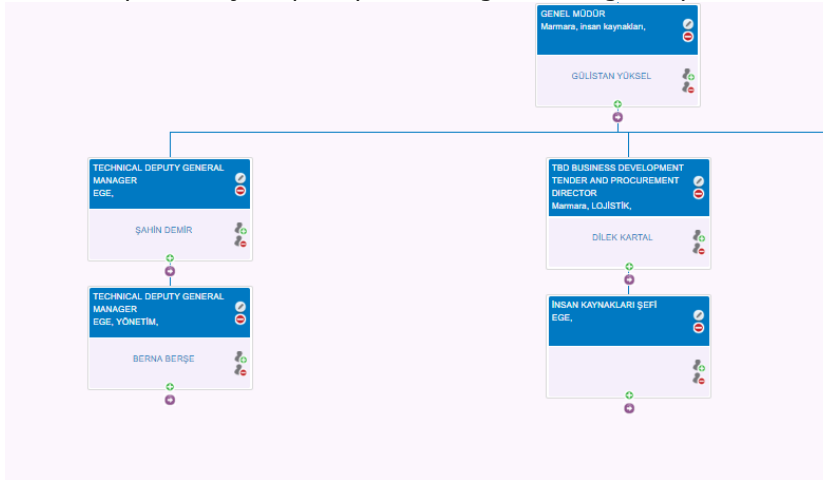 GENEL MÜDÜR
Marmara, insan kaynakları,
GÜLİSTAN YÜKSEL
TECHNICAL DEPUTY GENERAL
MANAGER
EGE,
ŞAHİN DEMİR
TBD BUSINESS DEVELOPMENT
TENDER AND PROCUREMENT
DIRECTOR
Marmara, LOJİSTİK,
DİLEK KARTAL
TECHNICAL DEPUTY GENERAL
MANAGER
EGE, YÖNETİM,
BERNA BERŞE
İNSAN KAYNAKLARI ŞEFİ
EGE,